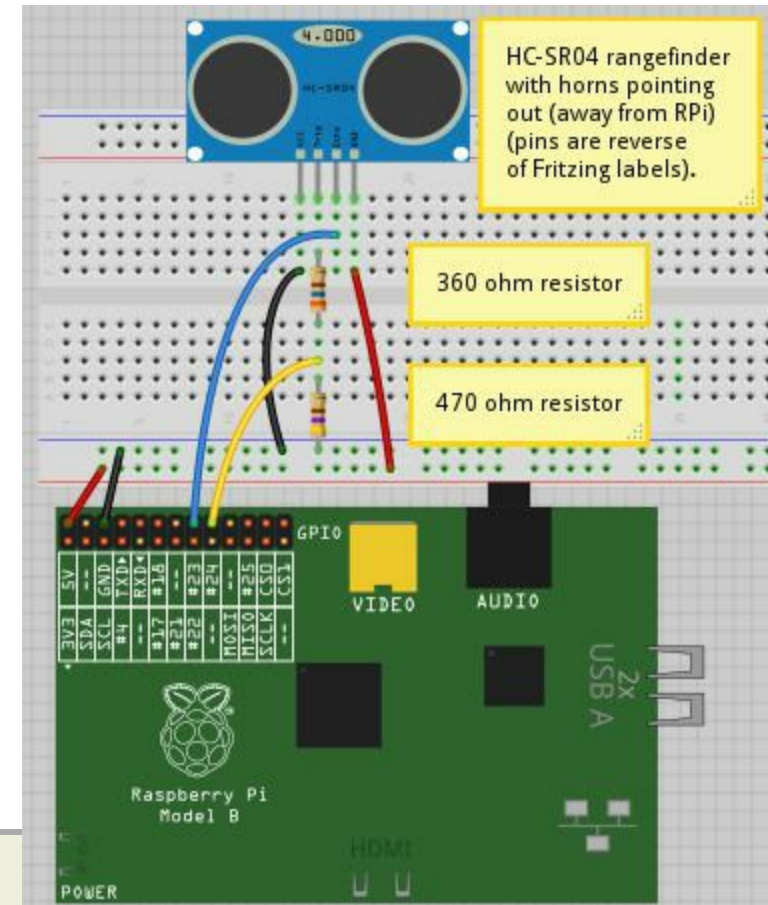 4.000
HC-SR04
Trig
Echo
HC-SR04 rangefinder
with horns pointing
out (away from RPi)
(pins are reverse
of Fritzing labels).
360 ohm resistor
470 ohm resistor
GPIO
5V -- GND TXD RXD #18 -- #23 #24 -- #25 CS0 CS1
3V3 SDA SCL #4 -- #17 #21 #22 -- MOSI MISO SCLK --
VIDEO
AUDIO
2x
USB A
Raspberry Pi
Model B
HDMI
POWER